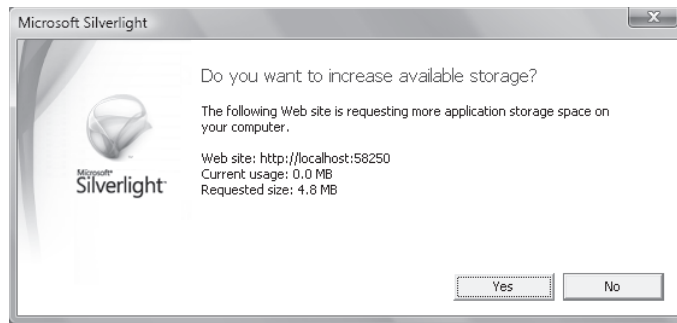 Microsoft Silverlight
Do you want to increase available storage?
The following Web site is requesting more application storage space on
your computer.
Web site: http://localhost:58250
Current usage: 0.0 MB
Requested size: 4.8 MB
Microsoft®
Silverlight™
Yes
No